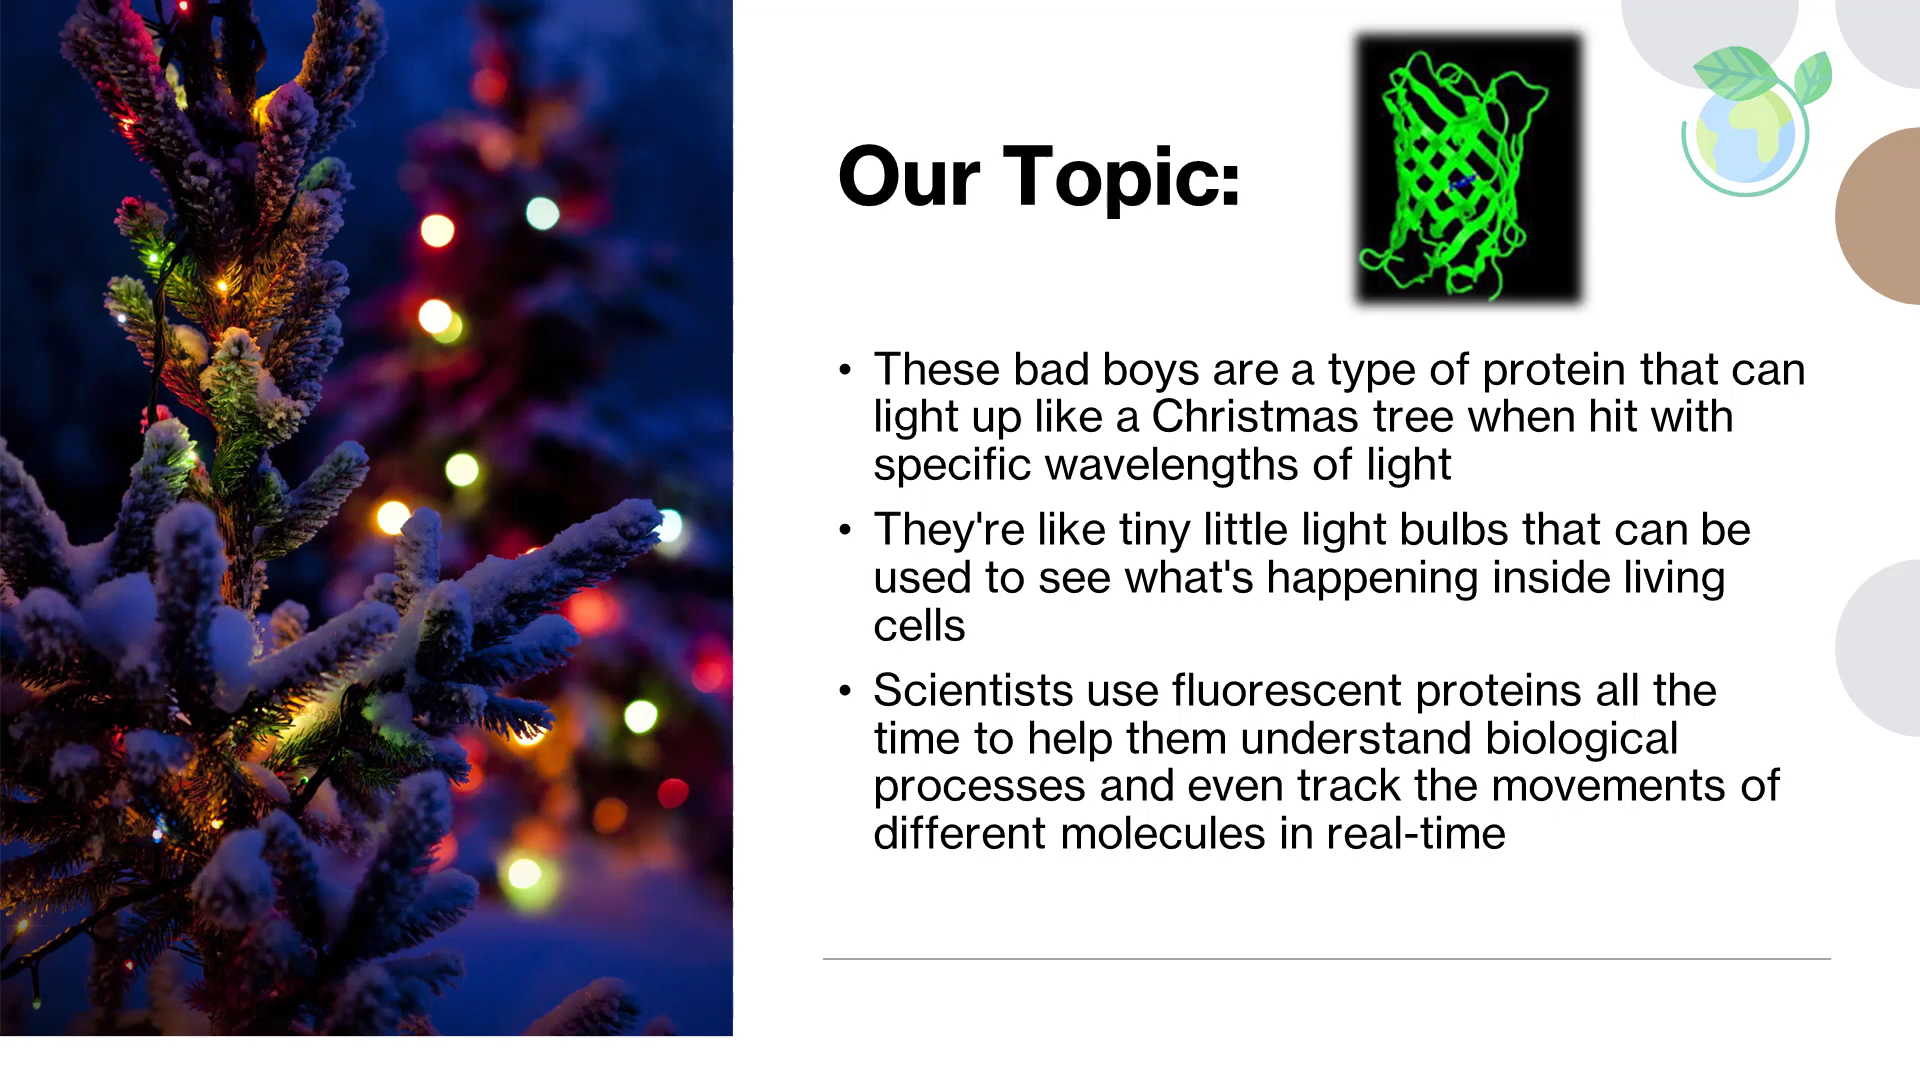 Our Topic:
• These bad boys are a type of protein that can
light up like a Christmas tree when hit with
specific wavelengths of light
• They're like tiny little light bulbs that can be
used to see what's happening inside living
cells
• Scientists use fluorescent proteins all the
time to help them understand biological
processes and even track the movements of
different molecules in real-time